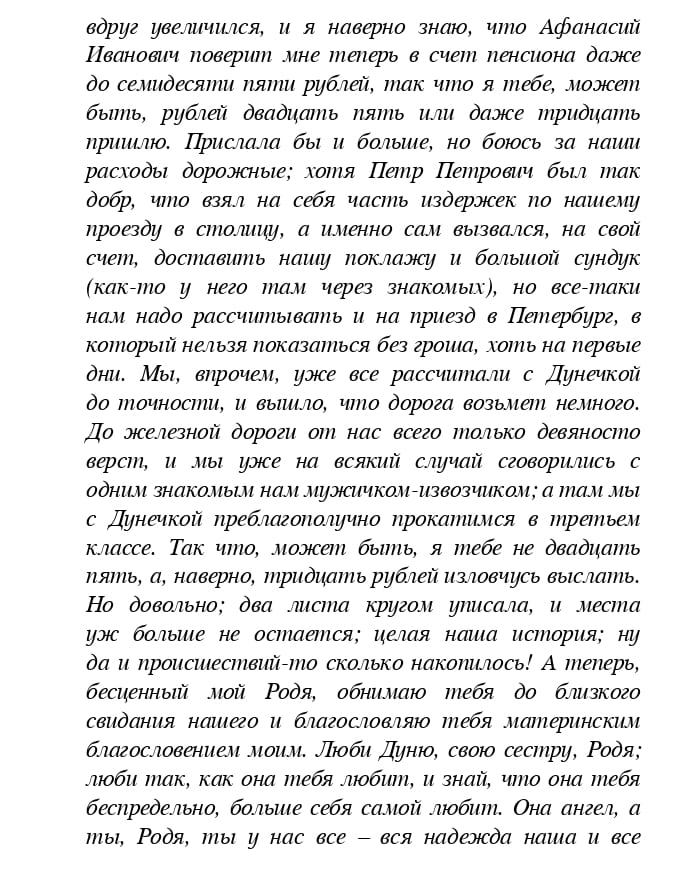 вдруг увеличился, и я наверно знаю, что Афанасий
Иванович поверит мне теперь в счет пенсиона даже
до семидесяти пяти рублей, так что я тебе, может
быть, рублей двадцать пять или даже тридцать
пришлю. Прислала бы и больше, но боюсь за наши
расходы дорожные; хотя Петр Петрович был так
добр, что взял на себя часть издержек по нашему
проезду в столицу, а именно сам вызвался, на свой
счет, доставить нашу поклажу и большой сундук
(как-то у него там через знакомых), но все-таки
нам надо рассчитывать и на приезд в Петербург, в
который нельзя показаться без гроша, хоть на первые
дни. Мы, впрочем, уже все рассчитали с Дунечкой
до точности, и вышло, что дорога возьмет немного.
До железной дороги от нас всего только девяносто
верст, и мы уже на всякий случай сговорились с
одним знакомым нам мужичком-извозчиком; а там мы
с Дунечкой преблагополучно прокатимся в третьем
классе. Так что, может быть, я тебе не двадцать
пять, а, наверно, тридцать рублей изловчусь выслать.
Но довольно; два листа кругом уписала, и места
уж больше не остается; целая наша история; ну
да и происшествий-то сколько накопилось! А теперь,
бесценный мой Родя, обнимаю тебя до близкого
свидания нашего и благословляю тебя материнским
благословением моим. Люби Дуню, свою сестру, Родя;
люби так, как она тебя любит, и знай, что она тебя
беспредельно, больше себя самой любит. Она ангел, а
ты, Родя, ты у нас все – вся надежда наша и все